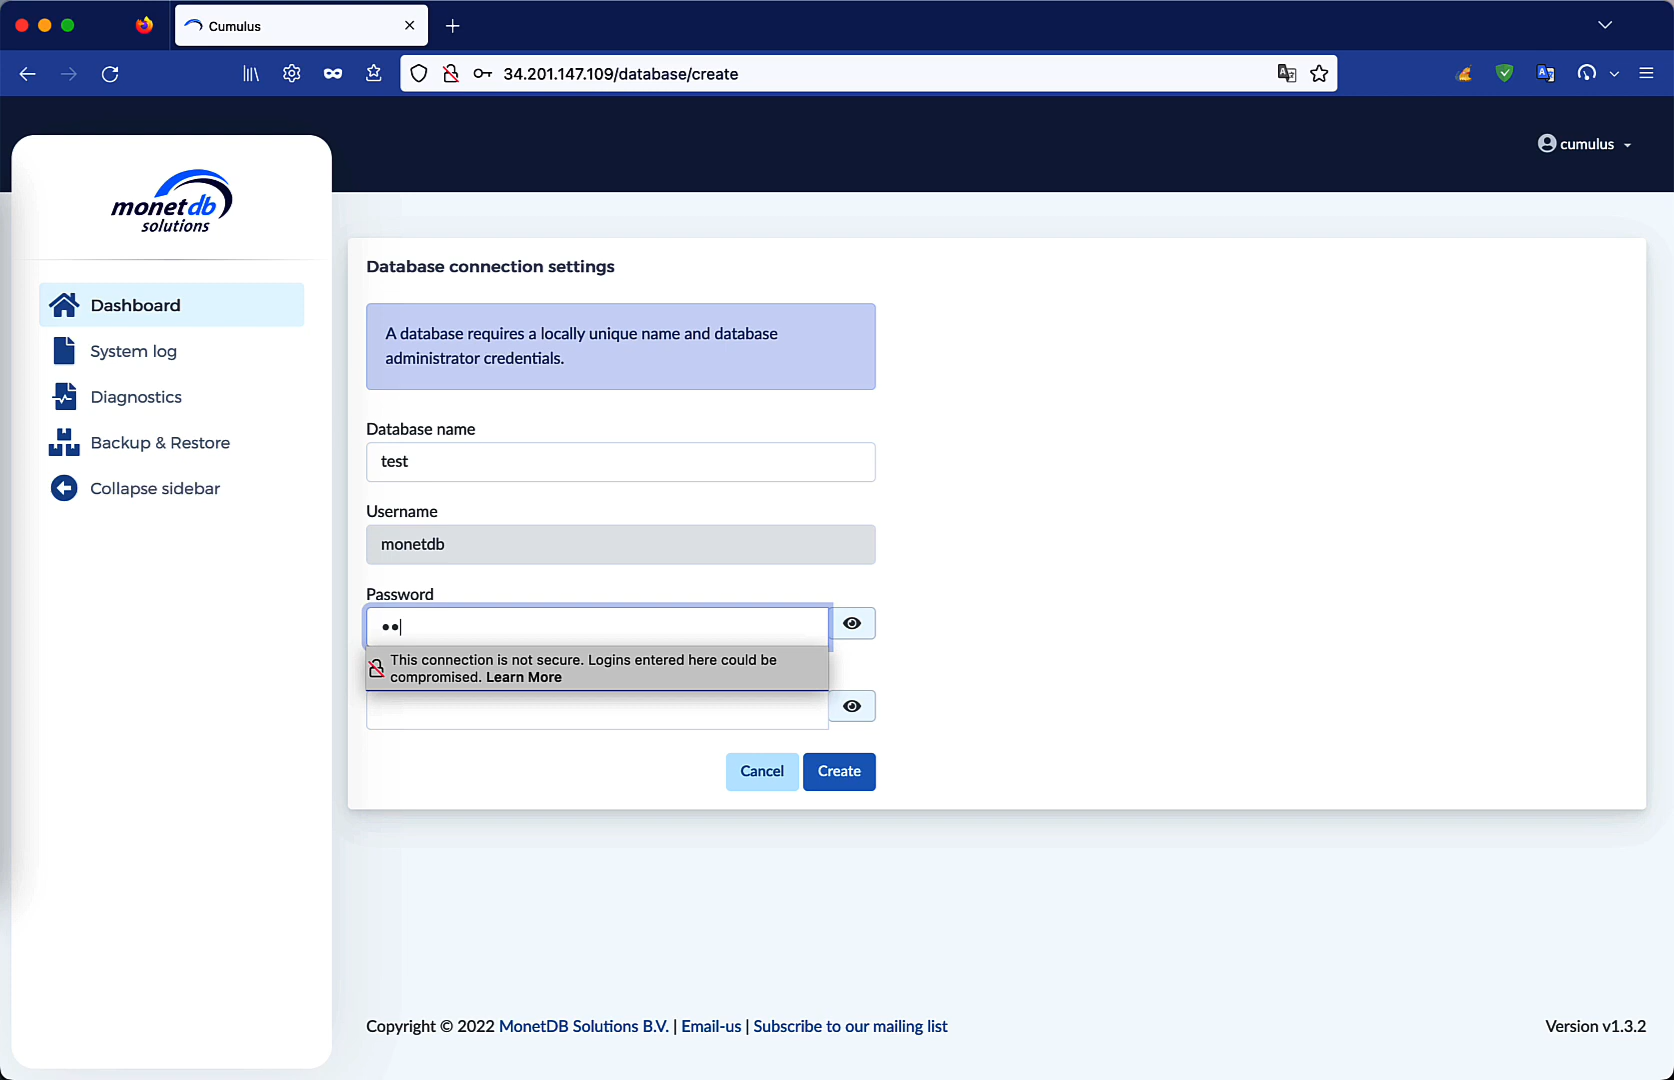 Cumulus
34.201.147.109/database/create
cumulus
monetdb
solutions
Dashboard
System log
Diagnostics
Backup & Restore
Collapse sidebar
Database connection settings
A database requires a locally unique name and database
administrator credentials.
Database name
test
Username
monetdb
Password
This connection is not secure. Logins entered here could be
compromised. Learn More
Cancel
Create
Copyright © 2022 MonetDB Solutions B.V. | Email-us | Subscribe to our mailing list
Version v1.3.2